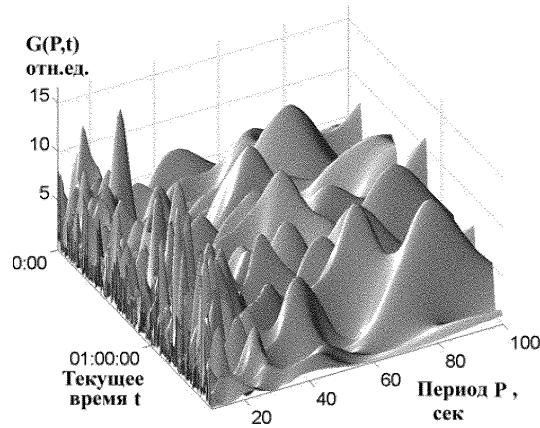 G(P,t)
отн.ед.
15
10
5
0:00
01:00:00
Текущее
время t
20
40
60
80
100
Период P ,
сек